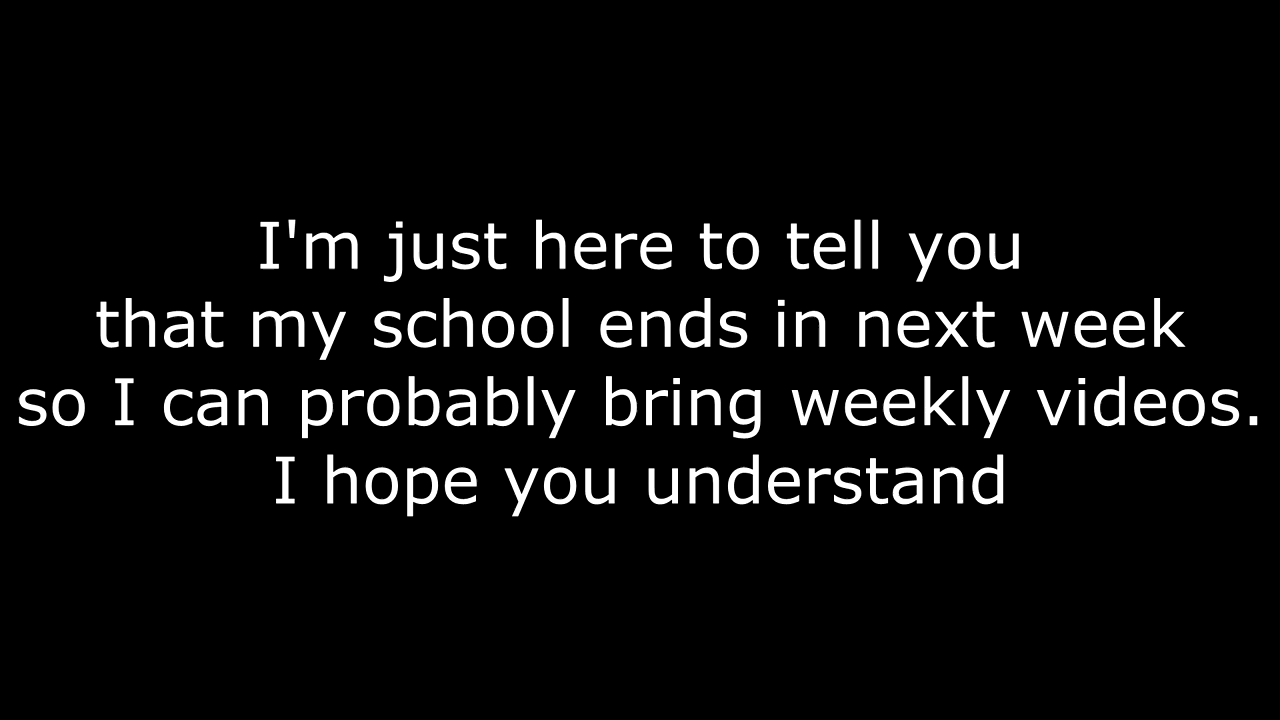 I'm just here to tell you
that my school ends in next week
so I can probably bring weekly videos.
I hope you understand